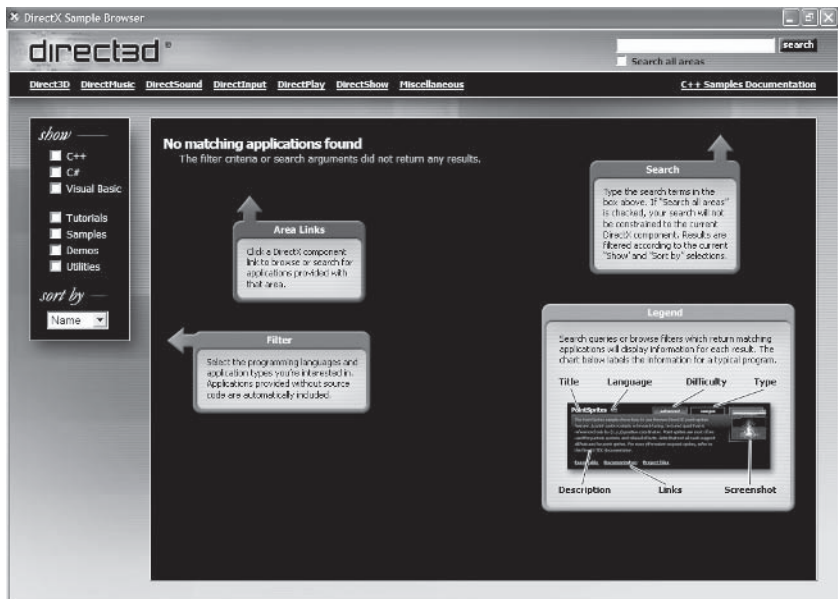 DirectX Sample Browser
direct3d
search
Search all areas
Direct3D DirectMusic DirectSound DirectInput DirectPlay DirectShow Miscellaneous C++ Samples Documentation
show
C++
C#
Visual Basic
Tutorials
Samples
Demos
Utilities
sort by
Name
No matching applications found
The filter criteria or search arguments did not return any results.
Area Links
Click a DirectX component
link to browse or search for
applications provided with
that area.
Filter
Select the programming languages and
application types you're interested in.
Applications provided without source
code are automatically included.
Search
Type the search terms in the
box above. If "Search all areas"
is checked, your search will not
be constrained to the current
DirectX component. Results are
filtered according to the current
"Show" and "Sort by" selections.
Legend
Search queries or browse filters which return matching
applications will display information for each result. The
chart below labels the information for a typical program.
Title Language Difficulty Type
PointSprites
Description Links Screenshot